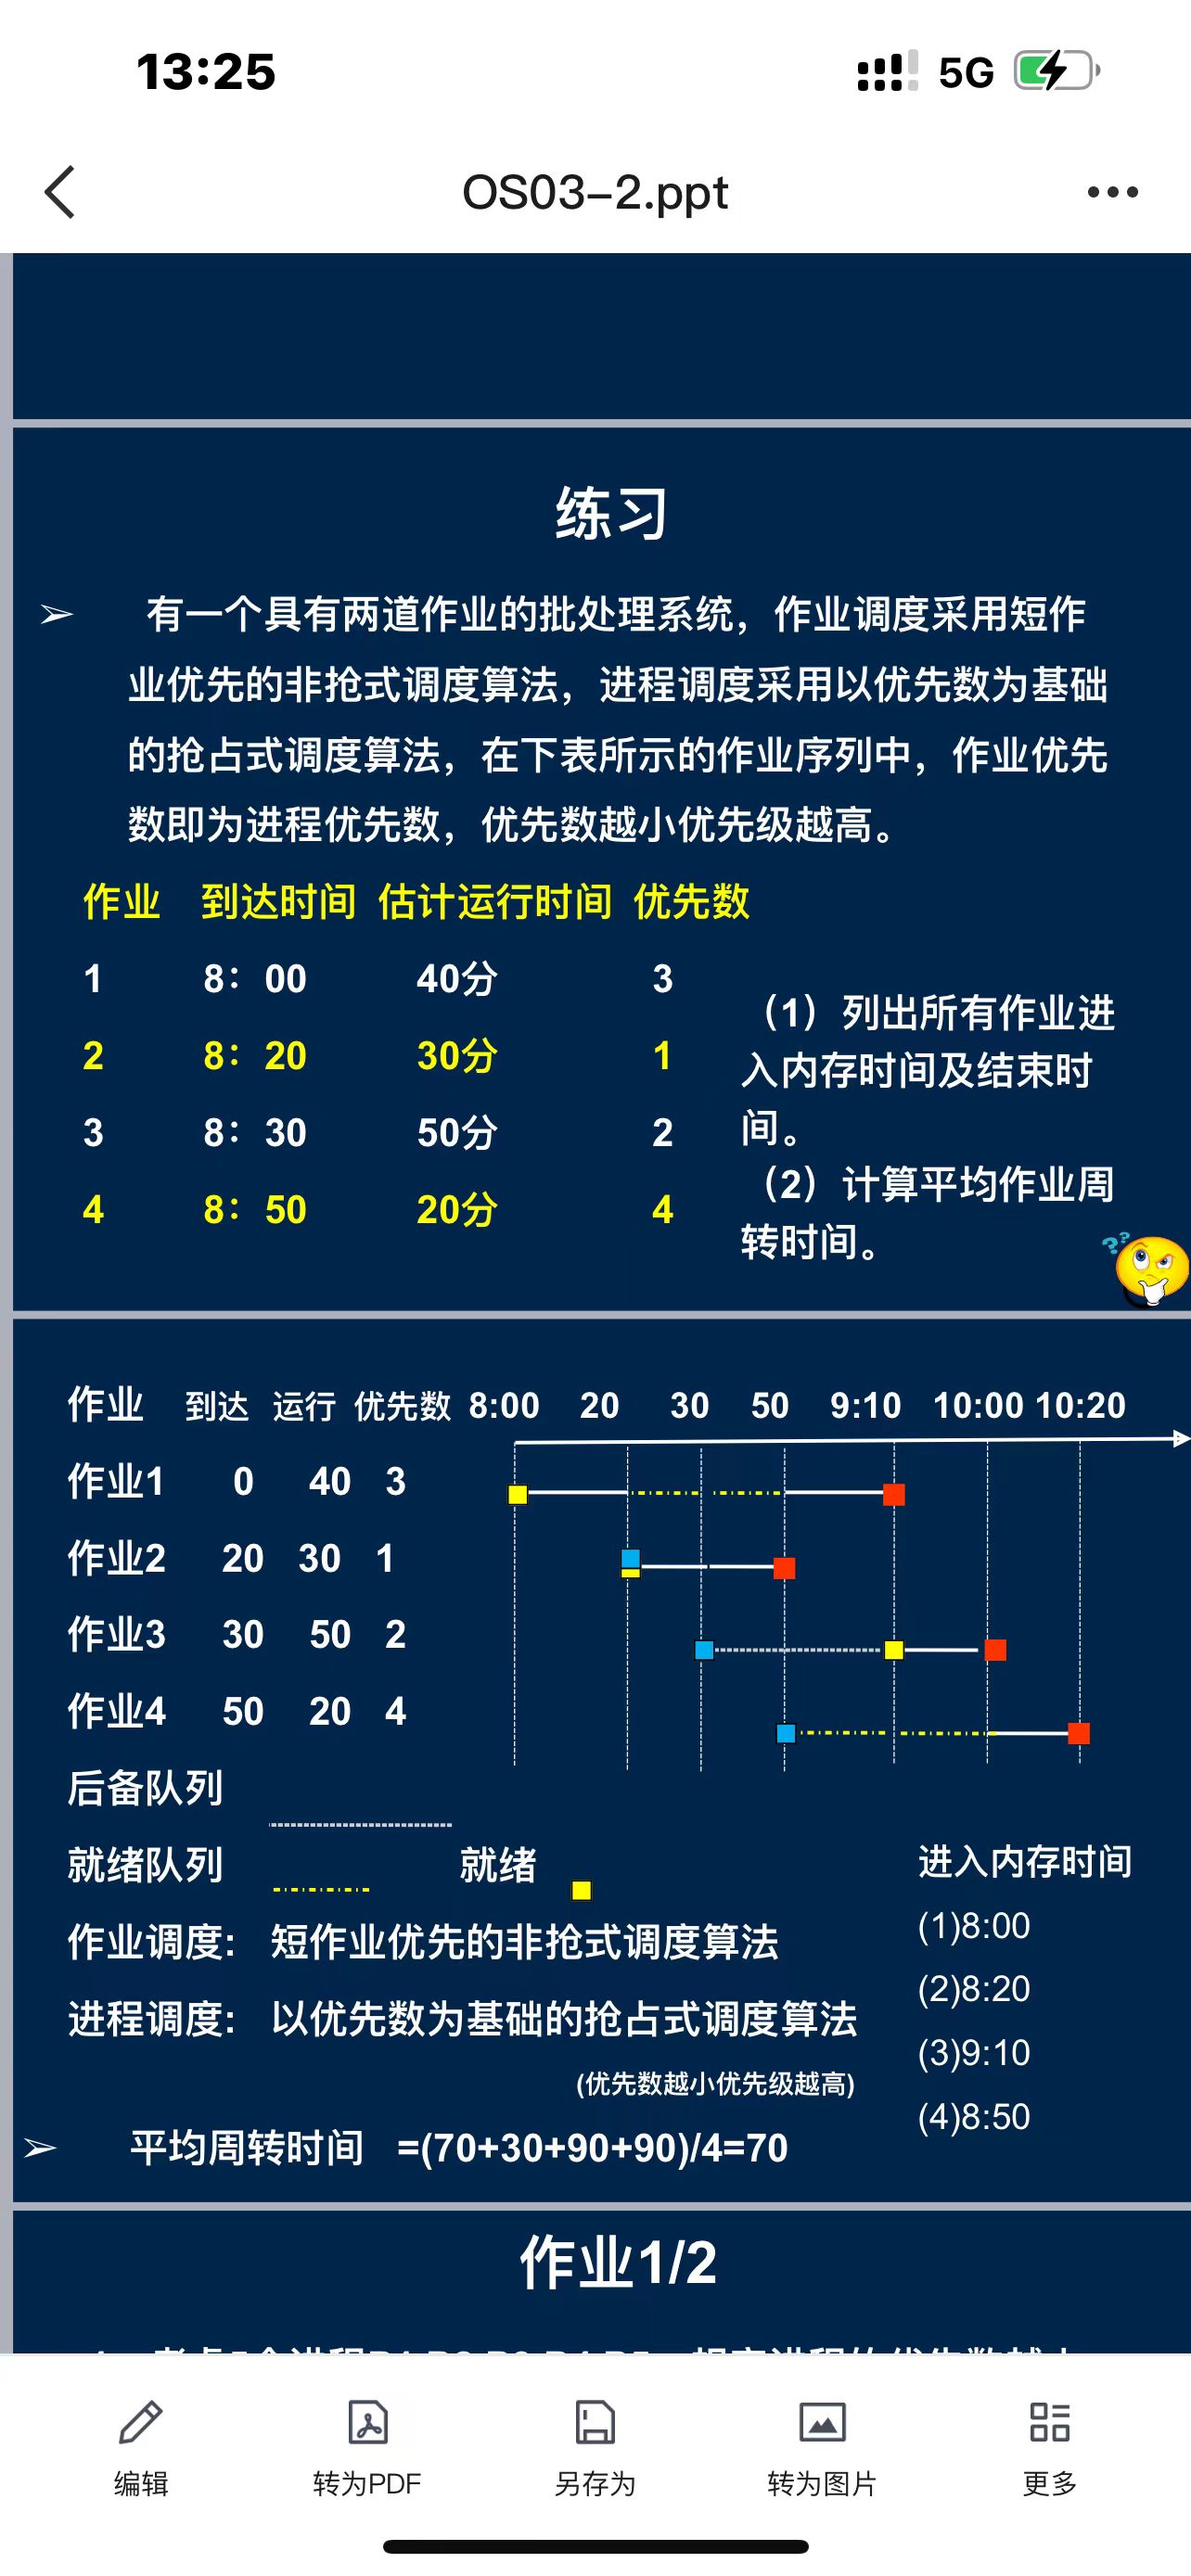 13:25
5G
OS03-2.ppt
练习
➢ 有一个具有两道作业的批处理系统，作业调度采用短作
业优先的非抢式调度算法，进程调度采用以优先数为基础
的抢占式调度算法，在下表所示的作业序列中，作业优先
数即为进程优先数，优先数越小优先级越高。
作业 到达时间 估计运行时间 优先数
1 8：00 40分 3
2 8：20 30分 1
3 8：30 50分 2
4 8：50 20分 4
（1）列出所有作业进
入内存时间及结束时
间。
（2）计算平均作业周
转时间。
??
作业 到达 运行 优先数 8:00 20 30 50 9:10 10:00 10:20
作业1 0 40 3
作业2 20 30 1
作业3 30 50 2
作业4 50 20 4
后备队列
就绪队列 就绪
作业调度: 短作业优先的非抢式调度算法
进程调度: 以优先数为基础的抢占式调度算法
(优先数越小优先级越高)
进入内存时间
(1)8:00
(2)8:20
(3)9:10
(4)8:50
➢ 平均周转时间 =(70+30+90+90)/4=70
作业1/2
编辑 转为PDF 另存为 转为图片 更多